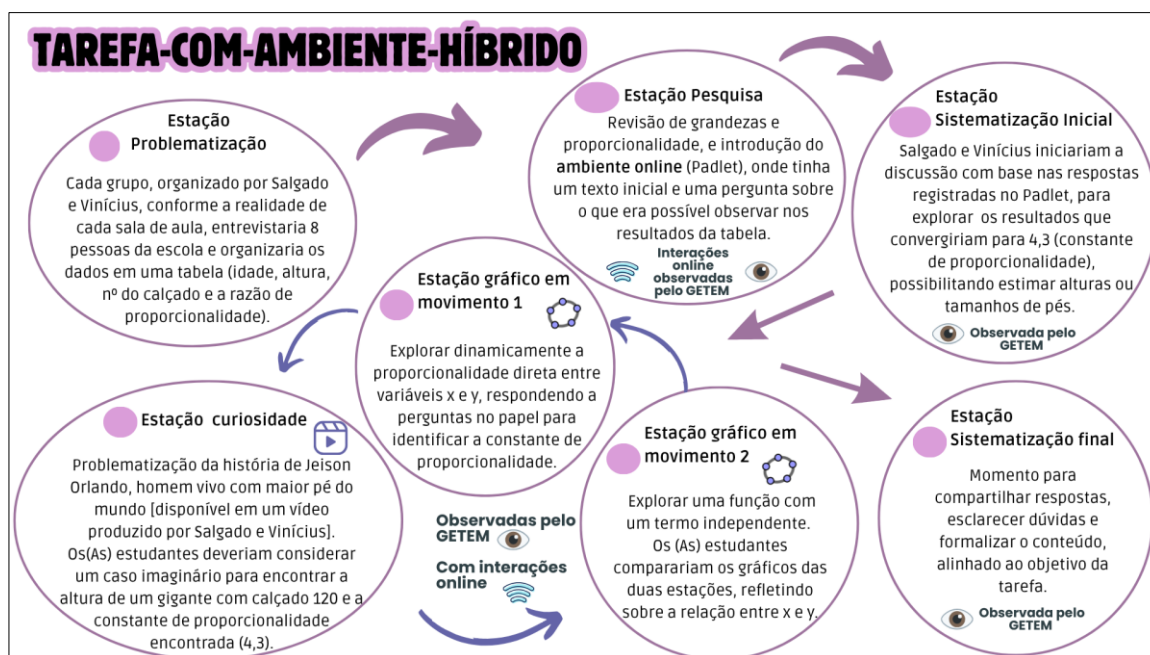 TAREFA-COM-AMBIENTE-HÍBRIDO
Estação
Problematização
Cada grupo, organizado por Salgado
e Vinícius, conforme a realidade de
cada sala de aula, entrevistaria 8
pessoas da escola e organizaria os
dados em uma tabela (idade, altura,
nº do calçado e a razão de
proporcionalidade).
Estação Pesquisa
Revisão de grandezas e
proporcionalidade, e introdução do
ambiente online (Padlet), onde tinha
um texto inicial e uma pergunta sobre
o que era possível observar nos
resultados da tabela.
Interações
online
observadas
pelo GETEM
Estação
Sistematização Inicial
Salgado e Vinícius iniciariam a
discussão com base nas respostas
registradas no Padlet, para
explorar os resultados que
convergiriam para 4,3 (constante
de proporcionalidade),
possibilitando estimar alturas ou
tamanhos de pés.
Observada pelo
GETEM
Estação gráfico em
movimento 1
Explorar dinamicamente a
proporcionalidade direta entre
variáveis x e y, respondendo a
perguntas no papel para
identificar a constante de
proporcionalidade.
Estação curiosidade
Problematização da história de Jeison
Orlando, homem vivo com maior pé do
mundo [disponível em um vídeo
produzido por Salgado e Vinícius].
Os(As) estudantes deveriam considerar
um caso imaginário para encontrar a
altura de um gigante com calçado 120 e a
constante de proporcionalidade
encontrada (4,3).
Observadas pelo
GETEM
Com interações
online
Estação gráfico em
movimento 2
Explorar uma função com
um termo independente.
Os (As) estudantes
comparariam os gráficos das
duas estações, refletindo
sobre a relação entre x e y.
Estação
Sistematização final
Momento para
compartilhar respostas,
esclarecer dúvidas e
formalizar o conteúdo,
alinhado ao objetivo da
tarefa.
Observada pelo
GETEM